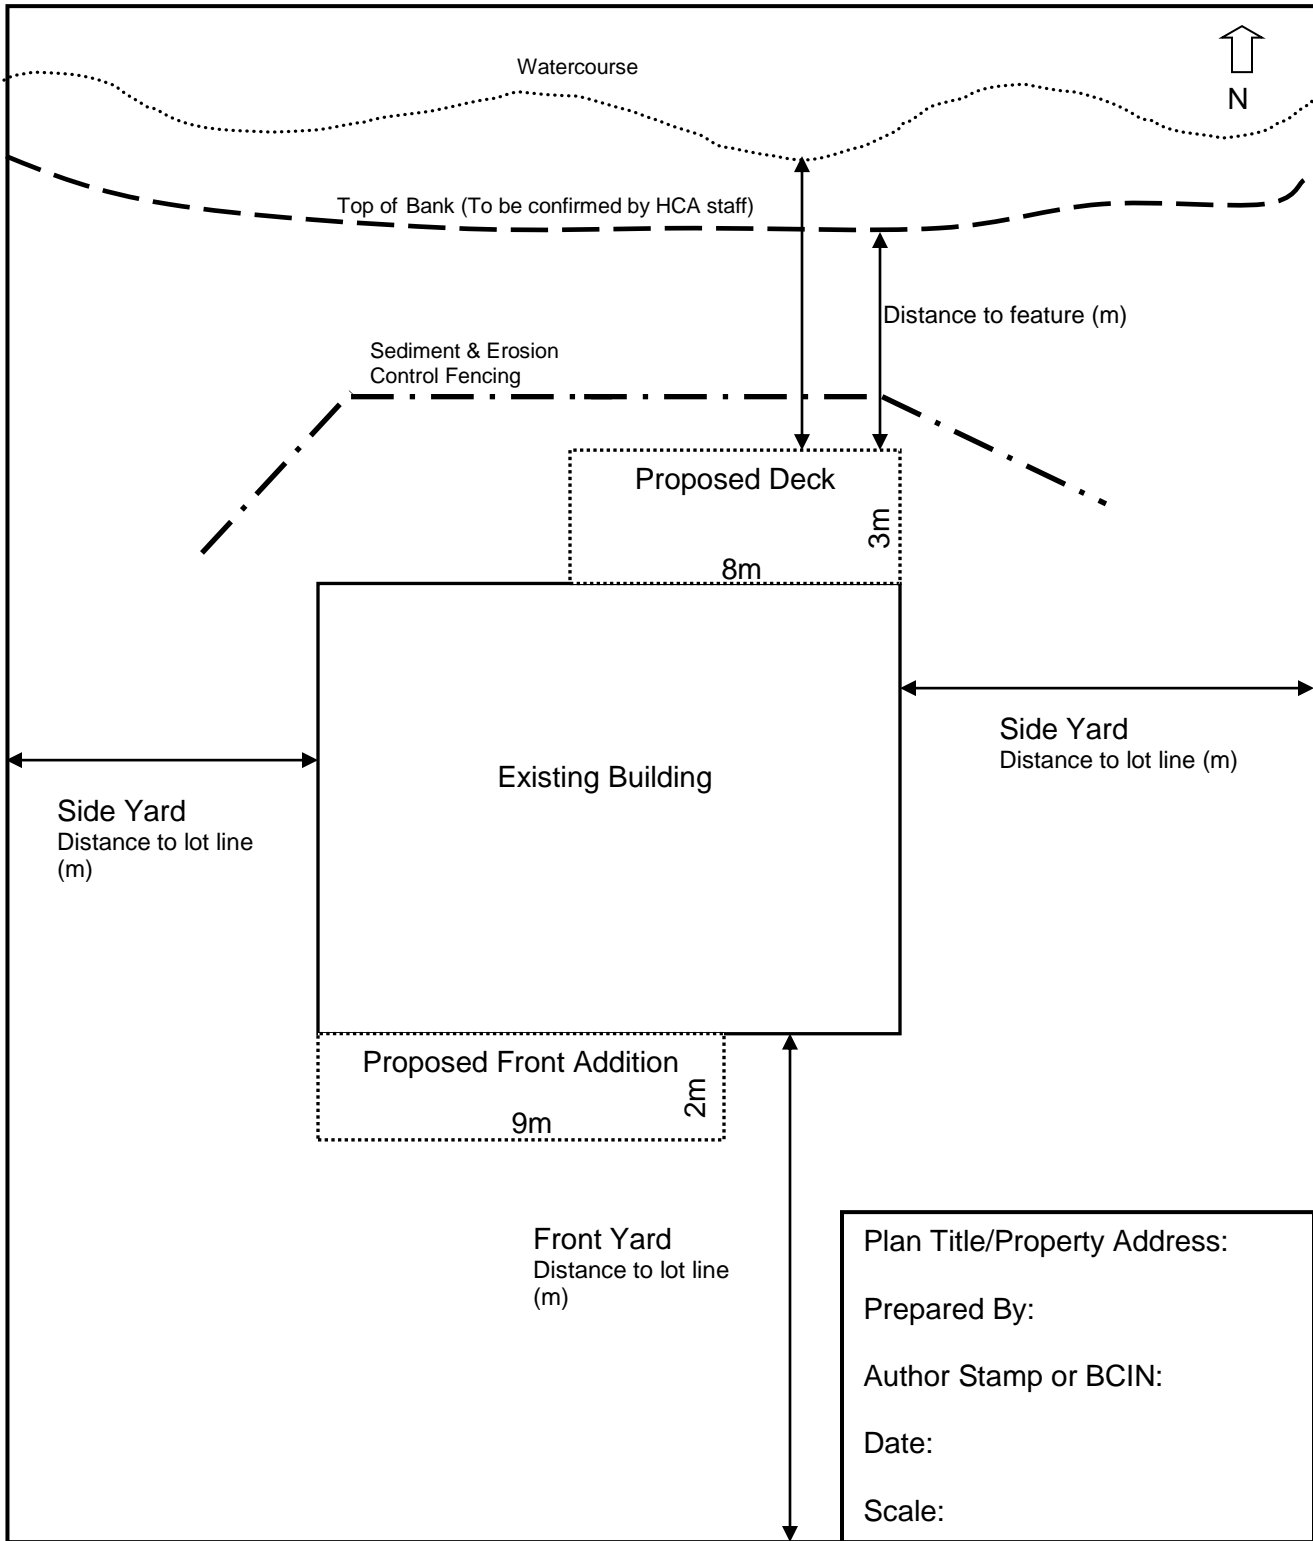 Watercourse
N
Top of Bank (To be confirmed by HCA staff)
Distance to feature (m)
Sediment & Erosion
Control Fencing
Proposed Deck
3m
8m
Side Yard
Distance to lot line (m)
Existing Building
Side Yard
Distance to lot line
(m)
Proposed Front Addition
2m
9m
Front Yard
Distance to lot line
(m)
Plan Title/Property Address:
Prepared By:
Author Stamp or BCIN:
Date:
Scale: